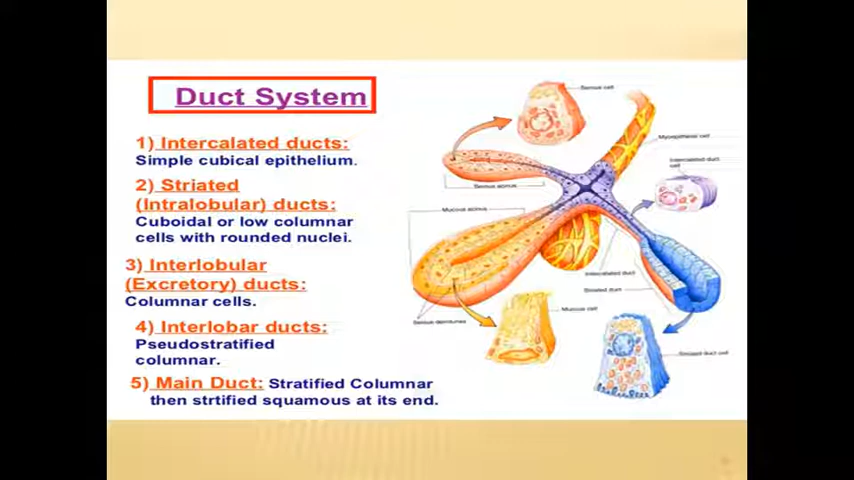 Duct System
1) Intercalated ducts:
Simple cubical epithelium.
2) Striated
(Intralobular) ducts:
Cuboidal or low columnar
cells with rounded nuclei.
3) Interlobular
(Excretory) ducts:
Columnar cells.
4) Interlobar ducts:
Pseudostratified
columnar.
5) Main Duct: Stratified Columnar
then strtified squamous at its end.
Serous cell
Myoepithelial cell
Intercalated duct
cell
Serous acinus
Mucous acinus
Intercalated duct
Striated duct
Mucous cell
Serous demilunes
Striated duct cell